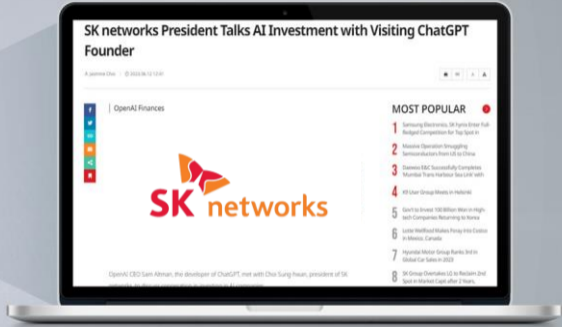 SK networks President Talks AI Investment with Visiting ChatGPT
Founder
OpenAI Finances
SK networks
OpenAI CEO Sam Altman, the developer of ChatGPT, met with Choi Sung-hwan, president of SK
MOST POPULAR
1 Samsung Electronics, SK hynix Enter Full-
fledged Competition for Top Spot in
2 Massive Operation Smuggling
Semiconductors from US to China
3 Daewoo E&C Successfully Completes
'Mumbai Trans Harbour Sea Link' with
4 K9 User Group Meets in Helsinki
5 Gov't to Invest 100 Billion Won in High-
tech Companies Returning to Korea
6 Lotte Wellfood Makes Foray into
in Mexico, Canada
7 Hyundai Motor Group Ranks 3rd in
Global Car Sales in 2023
8 SK Group Overtakes LG to Reclaim 2nd
Spot in Market Cap4 after 2 Years,